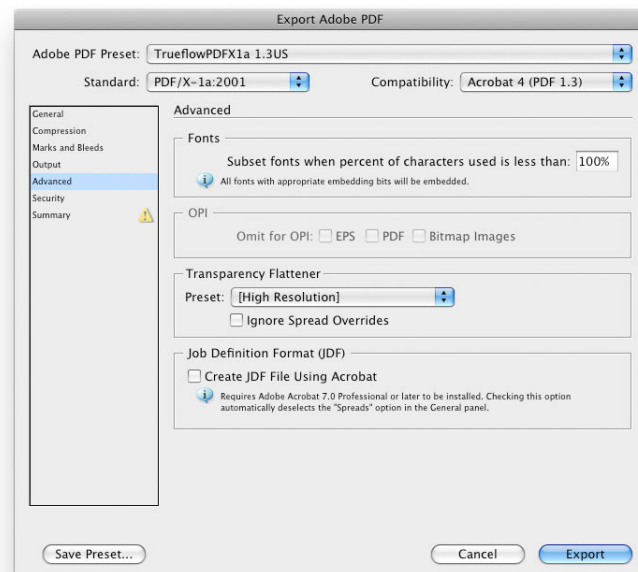 Export Adobe PDF
Adobe PDF Preset: TrueflowPDFX1a 1.3US
Standard: PDF/X-1a:2001 Compatibility: Acrobat 4 (PDF 1.3)
General
Compression
Marks and Bleeds
Output
Advanced
Security
Summary
Advanced
Fonts
Subset fonts when percent of characters used is less than: 100%
All fonts with appropriate embedding bits will be embedded.
OPI
Omit for OPI: EPS PDF Bitmap Images
Transparency Flattener
Preset: [High Resolution]
Ignore Spread Overrides
Job Definition Format (JDF)
Create JDF File Using Acrobat
Requires Adobe Acrobat 7.0 Professional or later to be installed. Checking this option
automatically deselects the "Spreads" option in the General panel.
Save Preset... Cancel Export